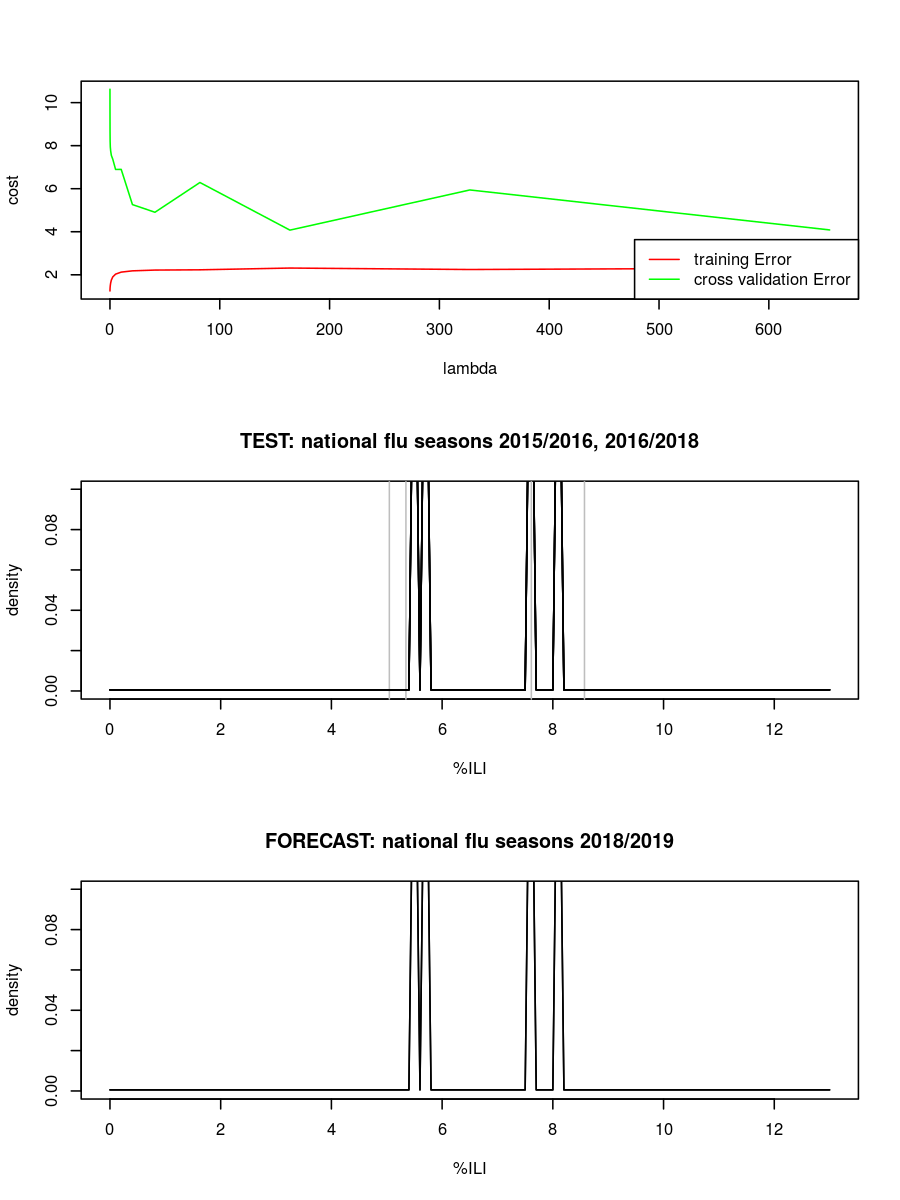 10
8
6
4
2
cost
training Error
cross validation Error
0 100 200 300 400 500 600
lambda
TEST: national flu seasons 2015/2016, 2016/2018
0.08
0.04
0.00
density
0 2 4 6 8 10 12
%ILI
FORECAST: national flu seasons 2018/2019
0.08
0.04
0.00
density
0 2 4 6 8 10 12
%ILI